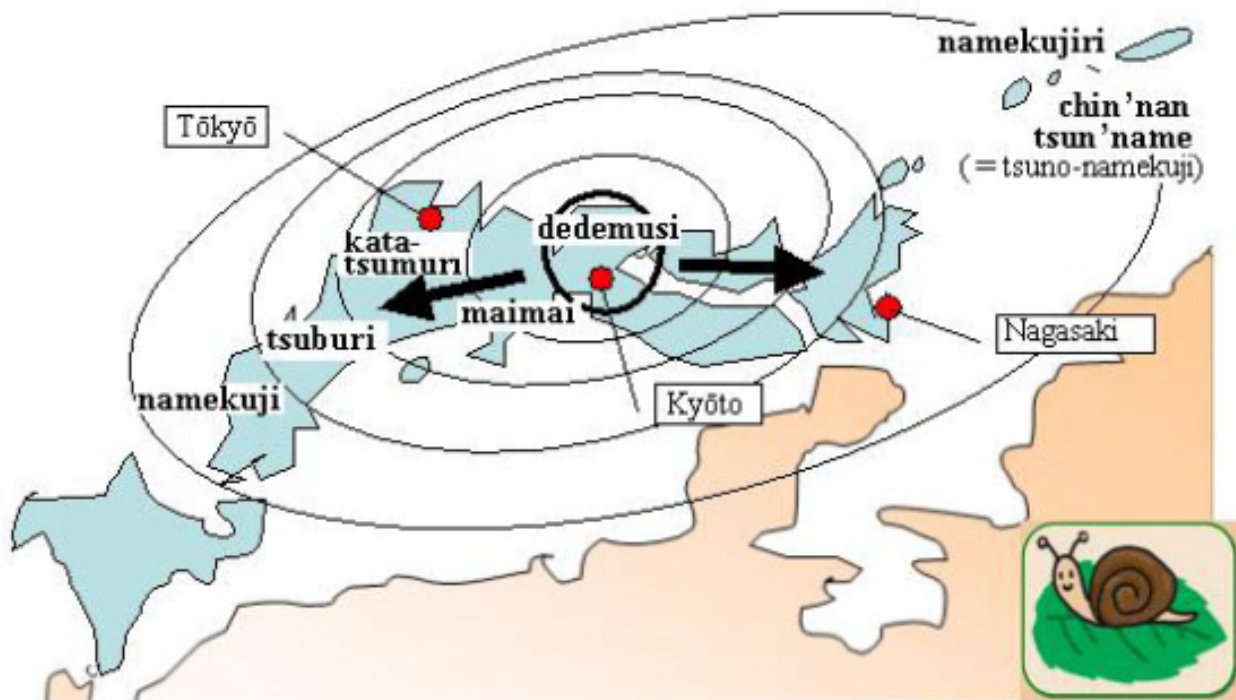 namekujiri
chin'nan
tsun'name
(=tsuno-namekuji)
Tōkyō
dedemusi
kata-
tsumuri
maimai
tsuburi
Nagasaki
namekuji
Kyōto